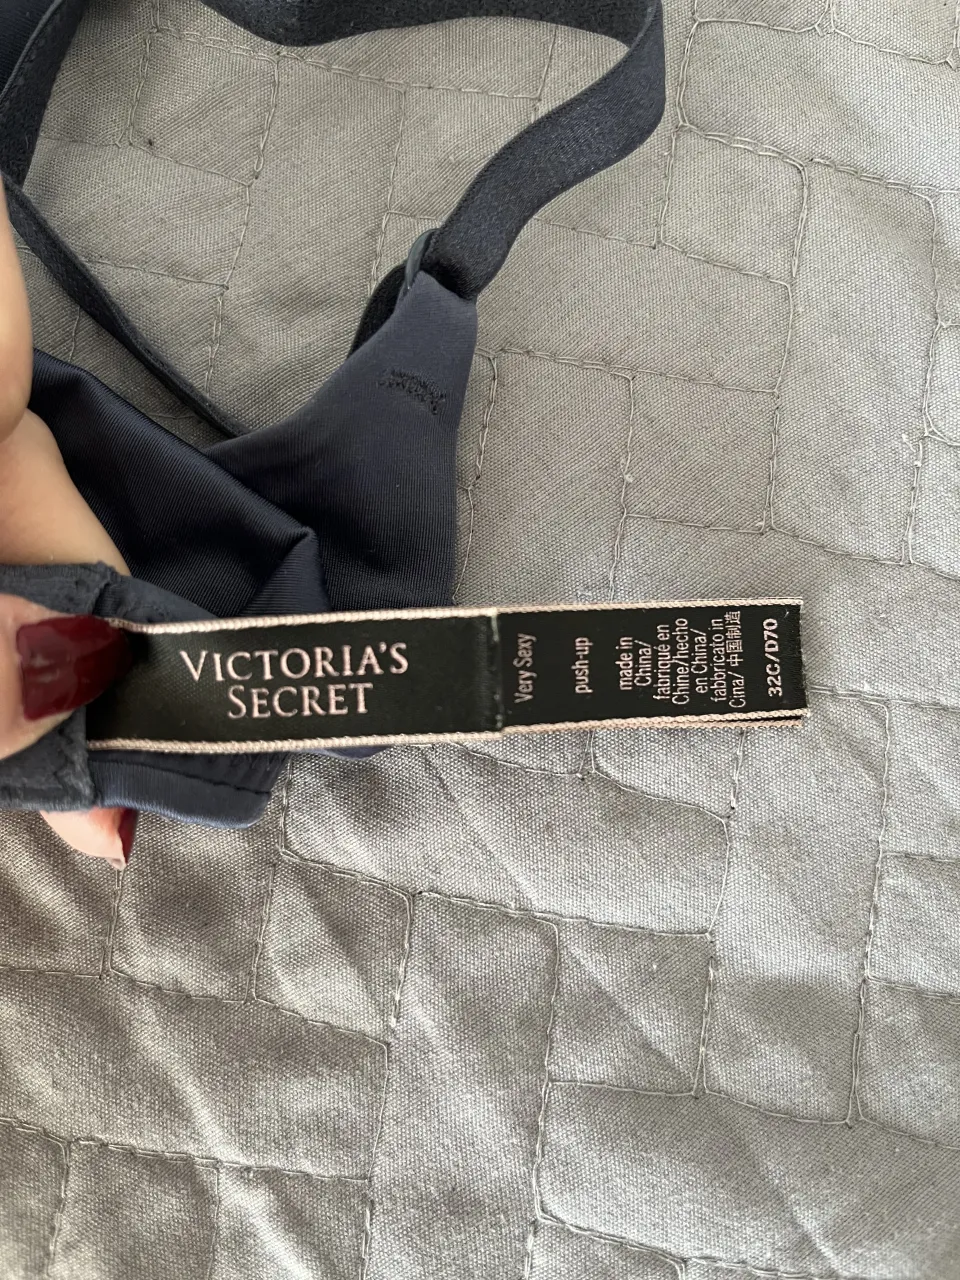 VICTORIA'S
SECRET
Very Sexy
push-up
made in
China/
fabriqué en
Chine/hecho
en China/
fabbricato in
Cina/ 中国制造
32C/D70